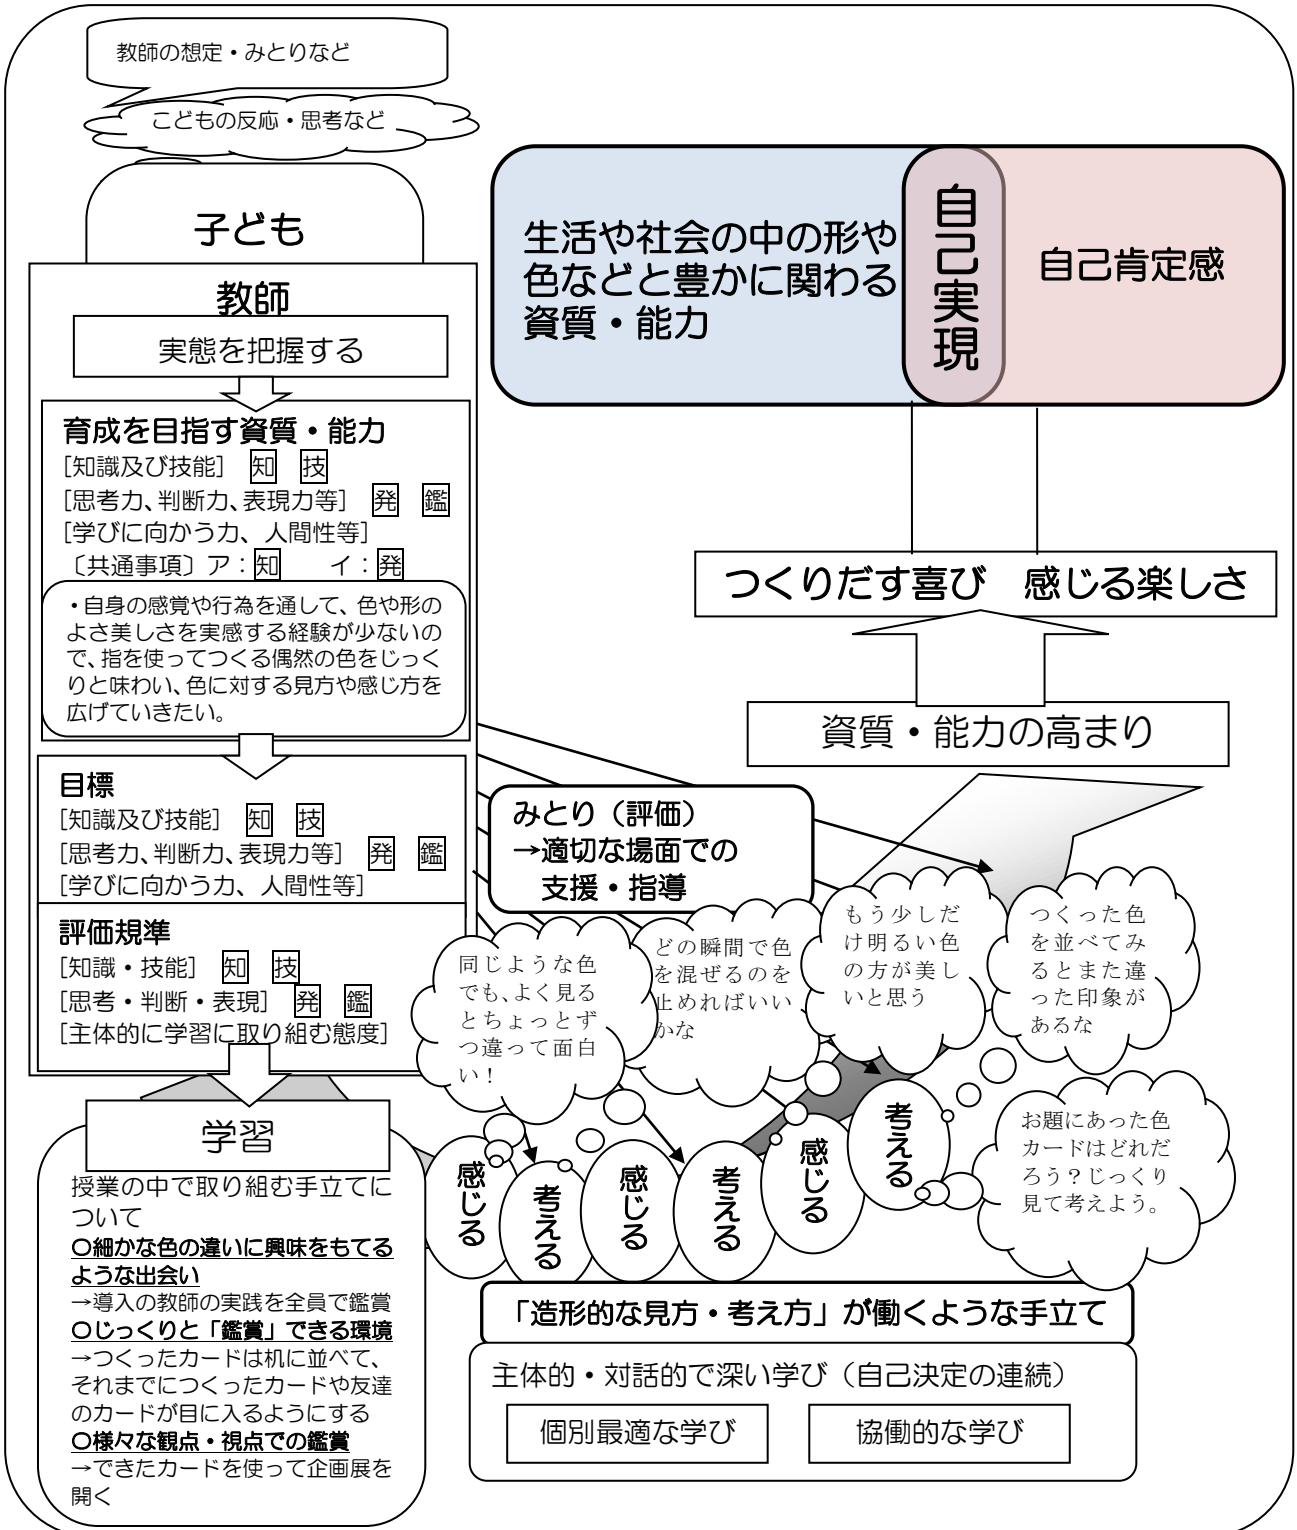 教師の想定・みとりなど
こどもの反応・思考など
子ども
教師
実態を把握する
育成を目指す資質・能力
[知識及び技能] 知 技
[思考力、判断力、表現力等] 発 鑑
[学びに向かう力、人間性等]
〔共通事項〕ア：知 イ：発
・自身の感覚や行為を通して、色や形の
よさ美しさを実感する経験が少ないの
で、指を使ってつくる偶然の色をじっく
りと味わい、色に対する見方や感じ方を
広げていきたい。
目標
[知識及び技能] 知 技
[思考力、判断力、表現力等] 発 鑑
[学びに向かう力、人間性等]
評価規準
[知識・技能] 知 技
[思考・判断・表現] 発 鑑
[主体的に学習に取り組む態度]
学習
授業の中で取り組む手立てに
ついて
○細かな色の違いに興味をもてる
ような出会い
→導入の教師の実践を全員で鑑賞
○じっくりと「鑑賞」できる環境
→つくったカードは机に並べて、
それまでにつくったカードや友達
のカードが目に入るようにする
○様々な観点・視点での鑑賞
→できたカードを使って企画展を
開く
生活や社会の中の形や
色などと豊かに関わる
資質・能力
自己実現
自己肯定感
つくりだす喜び 感じる楽しさ
資質・能力の高まり
みとり（評価）
→適切な場面での
支援・指導
同じような色
でも、よく見る
とちょっとず
つ違って面白
い！
どの瞬間で色
を混ぜるのを
止めればいい
かな
もう少しだ
け明るい色
の方が美し
いと思う
つくった色
を並べてみ
るとまた違
った印象が
あるな
お題にあった色
カードはどれだ
ろう？じっくり
見て考えよう。
感じる
考える
感じる
考える
感じる
考える
「造形的な見方・考え方」が働くような手立て
主体的・対話的で深い学び（自己決定の連続）
個別最適な学び
協働的な学び